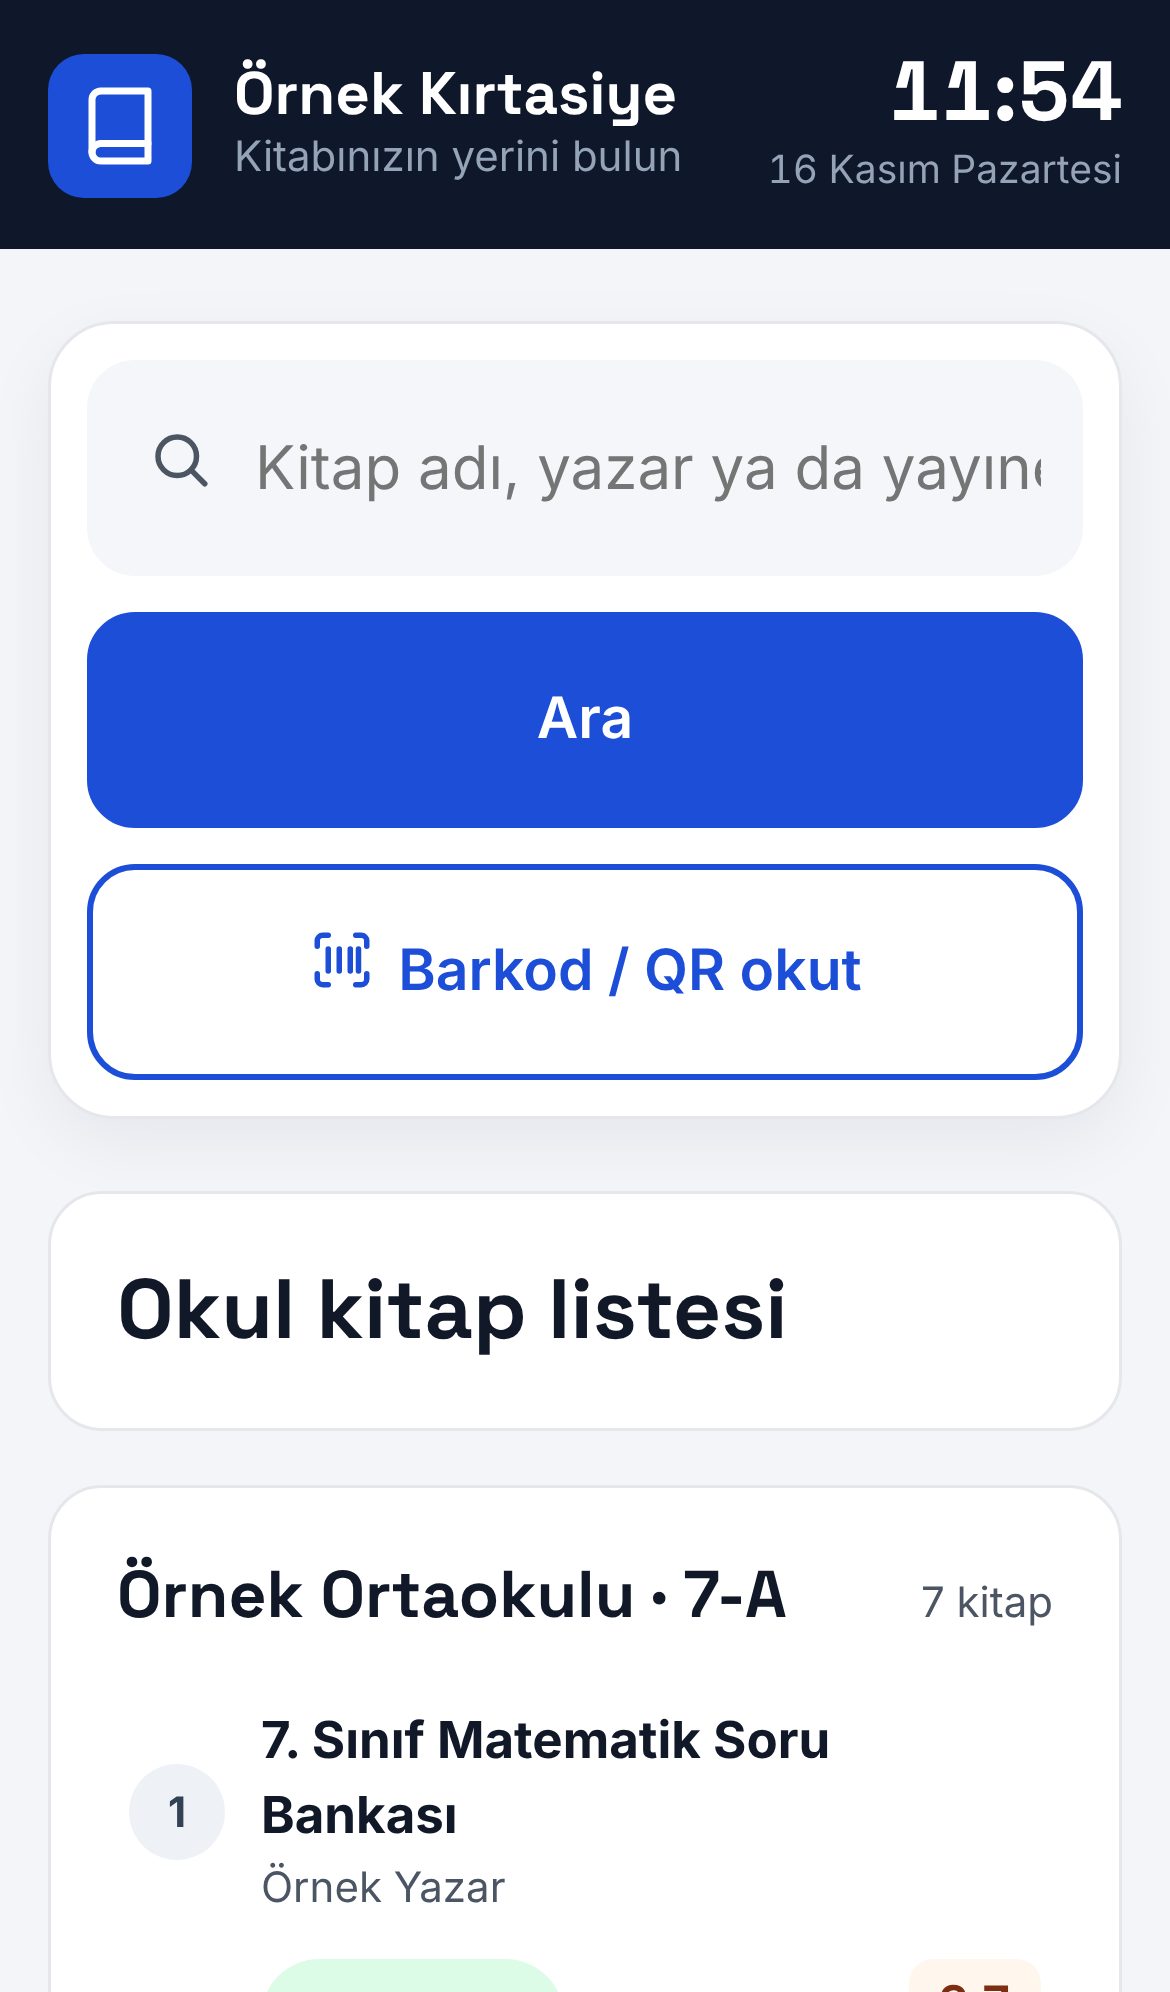 Örnek Kırtasiye
Kitabınızın yerini bulun
11:54
16 Kasım Pazartesi
Kitap adı, yazar ya da
Ara
Barkod / QR okut
Okul kitap listesi
Örnek Ortaokulu · 7-A
7 kitap
1
7. Sınıf Matematik Soru
Bankası
Örnek Yazar